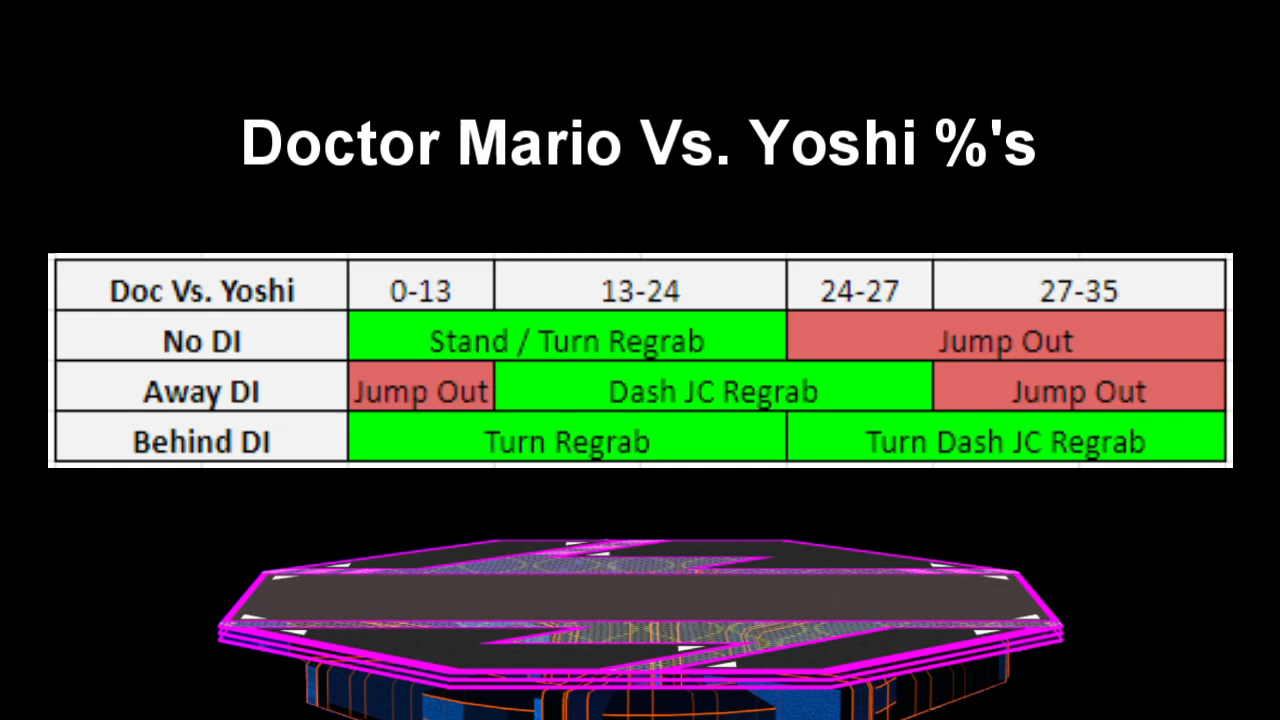 Doctor Mario Vs. Yoshi %'s
Doc Vs. Yoshi 0-13 13-24 24-27 27-35
No DI Stand / Turn Regrab Jump Out
Away DI Jump Out Dash JC Regrab Jump Out
Behind DI Turn Regrab Turn Dash JC Regrab